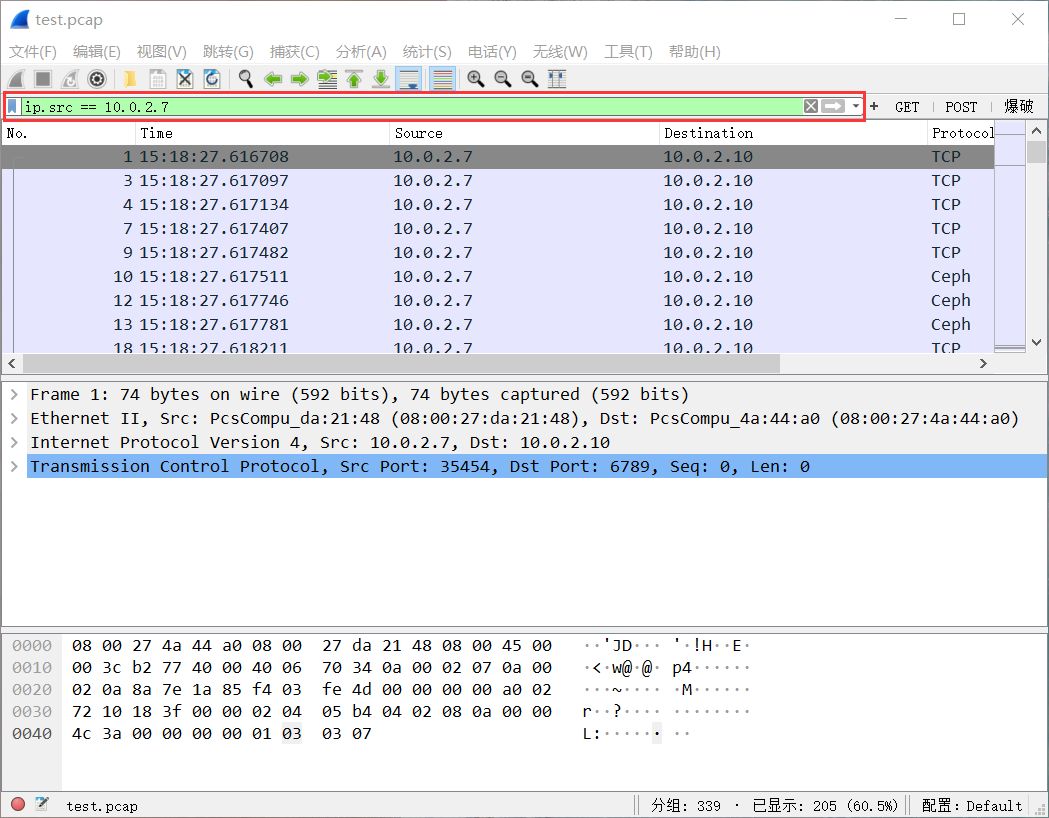 test.pcap
文件(F) 编辑(E) 视图(V) 跳转(G) 捕获(C) 分析(A) 统计(S) 电话(Y) 无线(W) 工具(T) 帮助(H)
ip.src == 10.0.2.7 + GET POST 爆破
No. Time Source Destination Protocol
1 15:18:27.616708 10.0.2.7 10.0.2.10 TCP
3 15:18:27.617097 10.0.2.7 10.0.2.10 TCP
4 15:18:27.617134 10.0.2.7 10.0.2.10 TCP
7 15:18:27.617407 10.0.2.7 10.0.2.10 TCP
9 15:18:27.617482 10.0.2.7 10.0.2.10 TCP
10 15:18:27.617511 10.0.2.7 10.0.2.10 Ceph
12 15:18:27.617746 10.0.2.7 10.0.2.10 Ceph
13 15:18:27.617781 10.0.2.7 10.0.2.10 Ceph
18 15:18:27.618211 10.0.2.7 10.0.2.10 TCP
Frame 1: 74 bytes on wire (592 bits), 74 bytes captured (592 bits)
Ethernet II, Src: PcsCompu_da:21:48 (08:00:27:da:21:48), Dst: PcsCompu_4a:44:a0 (08:00:27:4a:44:a0)
Internet Protocol Version 4, Src: 10.0.2.7, Dst: 10.0.2.10
Transmission Control Protocol, Src Port: 35454, Dst Port: 6789, Seq: 0, Len: 0
0000 08 00 27 4a 44 a0 08 00 27 da 21 48 08 00 45 00 ··'JD··· '·!H··E·
0010 00 3c b2 77 40 00 40 06 70 34 0a 00 02 07 0a 00 ·<·w@·@· p4······
0020 02 0a 8a 7e 1a 85 f4 03 fe 4d 00 00 00 00 a0 02 ···~···· ·M······
0030 72 10 18 3f 00 00 02 04 05 b4 04 02 08 0a 00 00 r··?···· ········
0040 4c 3a 00 00 00 00 01 03 03 07 L:······ ··
test.pcap 分组: 339 · 已显示: 205 (60.5%) 配置: Default